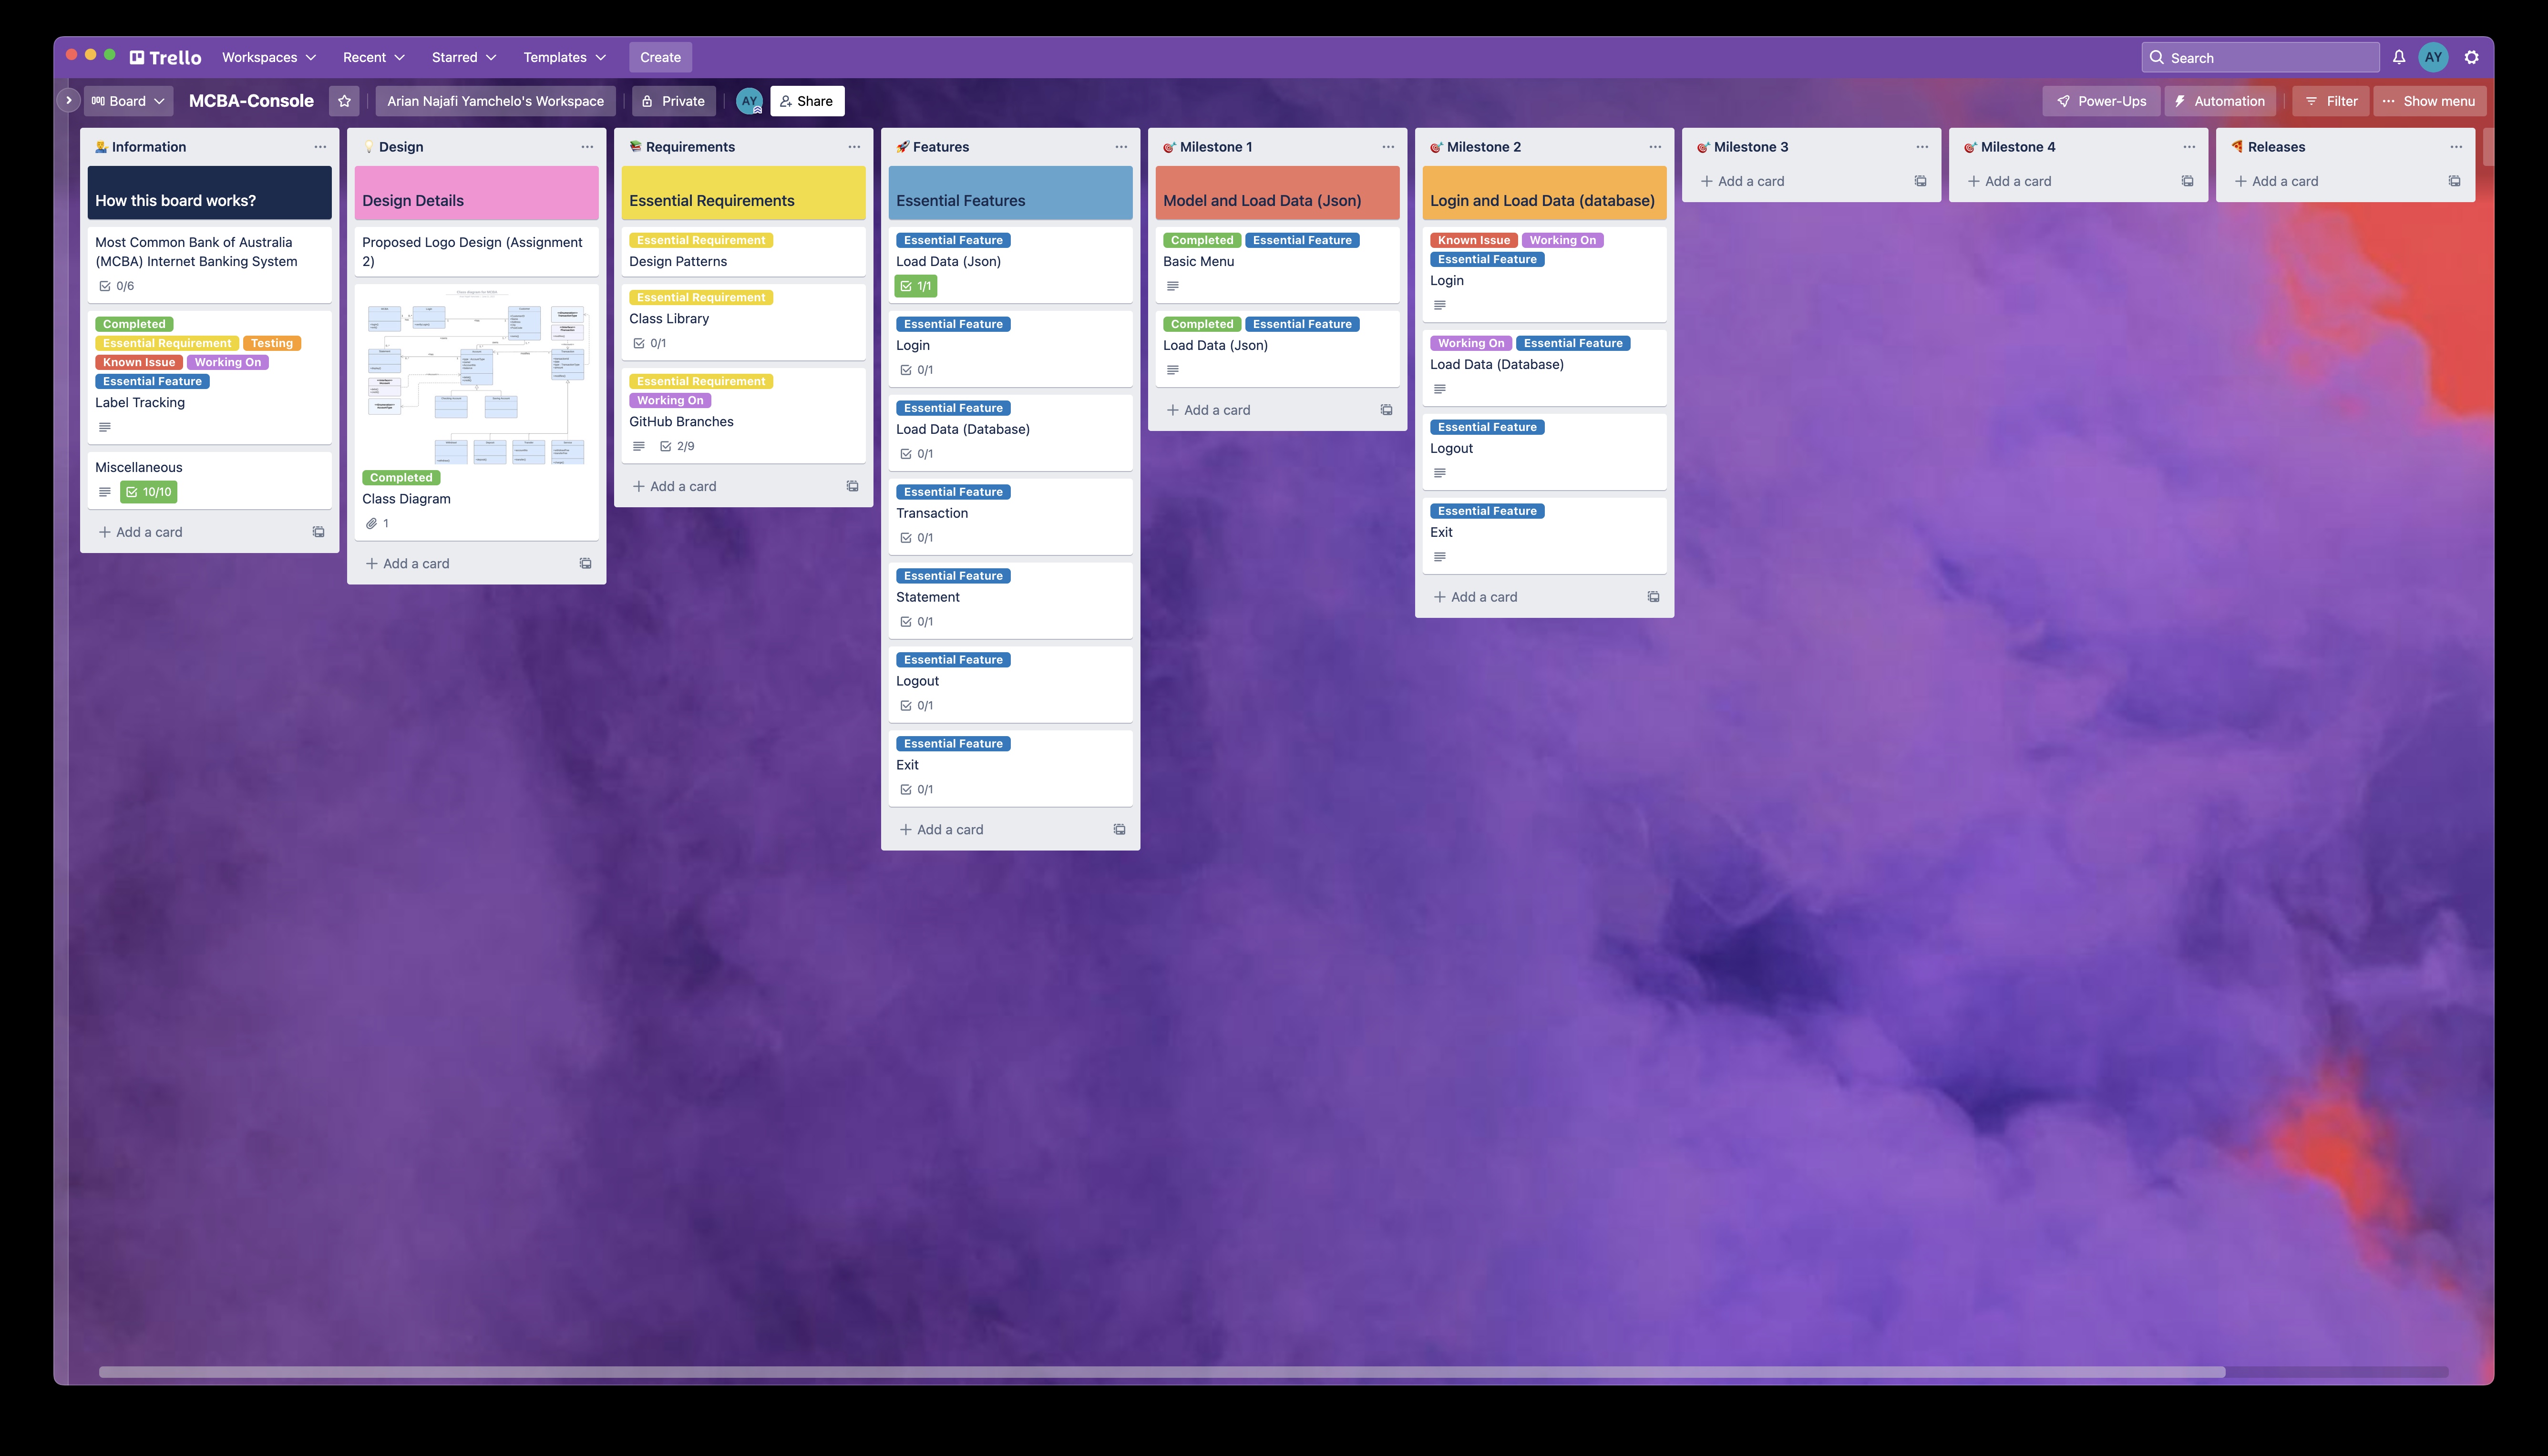 Trello
Workspaces
Recent
Starred
Templates
Create
Search
AY
Board
MCBA-Console
Arian Najafi Yamchelo's Workspace
Private
AY
Share
Power-Ups
Automation
Filter
Show menu
Information
How this board works?
Most Common Bank of Australia
(MCBA) Internet Banking System
0/6
Completed
Essential Requirement Testing
Known Issue Working On
Essential Feature
Label Tracking
Miscellaneous
10/10
+ Add a card
Design
Design Details
Proposed Logo Design (Assignment
2)
Completed
Class Diagram
1
+ Add a card
Requirements
Essential Requirements
Essential Requirement
Design Patterns
Essential Requirement
Class Library
0/1
Essential Requirement
Working On
GitHub Branches
2/9
+ Add a card
Features
Essential Features
Essential Feature
Load Data (Json)
1/1
Essential Feature
Login
0/1
Essential Feature
Load Data (Database)
0/1
Essential Feature
Transaction
0/1
Essential Feature
Statement
0/1
Essential Feature
Logout
0/1
Essential Feature
Exit
0/1
+ Add a card
Milestone 1
Model and Load Data (Json)
Completed Essential Feature
Basic Menu
Completed Essential Feature
Load Data (Json)
+ Add a card
Milestone 2
Login and Load Data (database)
Known Issue Working On
Essential Feature
Login
Working On Essential Feature
Load Data (Database)
Essential Feature
Logout
Essential Feature
Exit
+ Add a card
Milestone 3
+ Add a card
Milestone 4
+ Add a card
Releases
+ Add a card